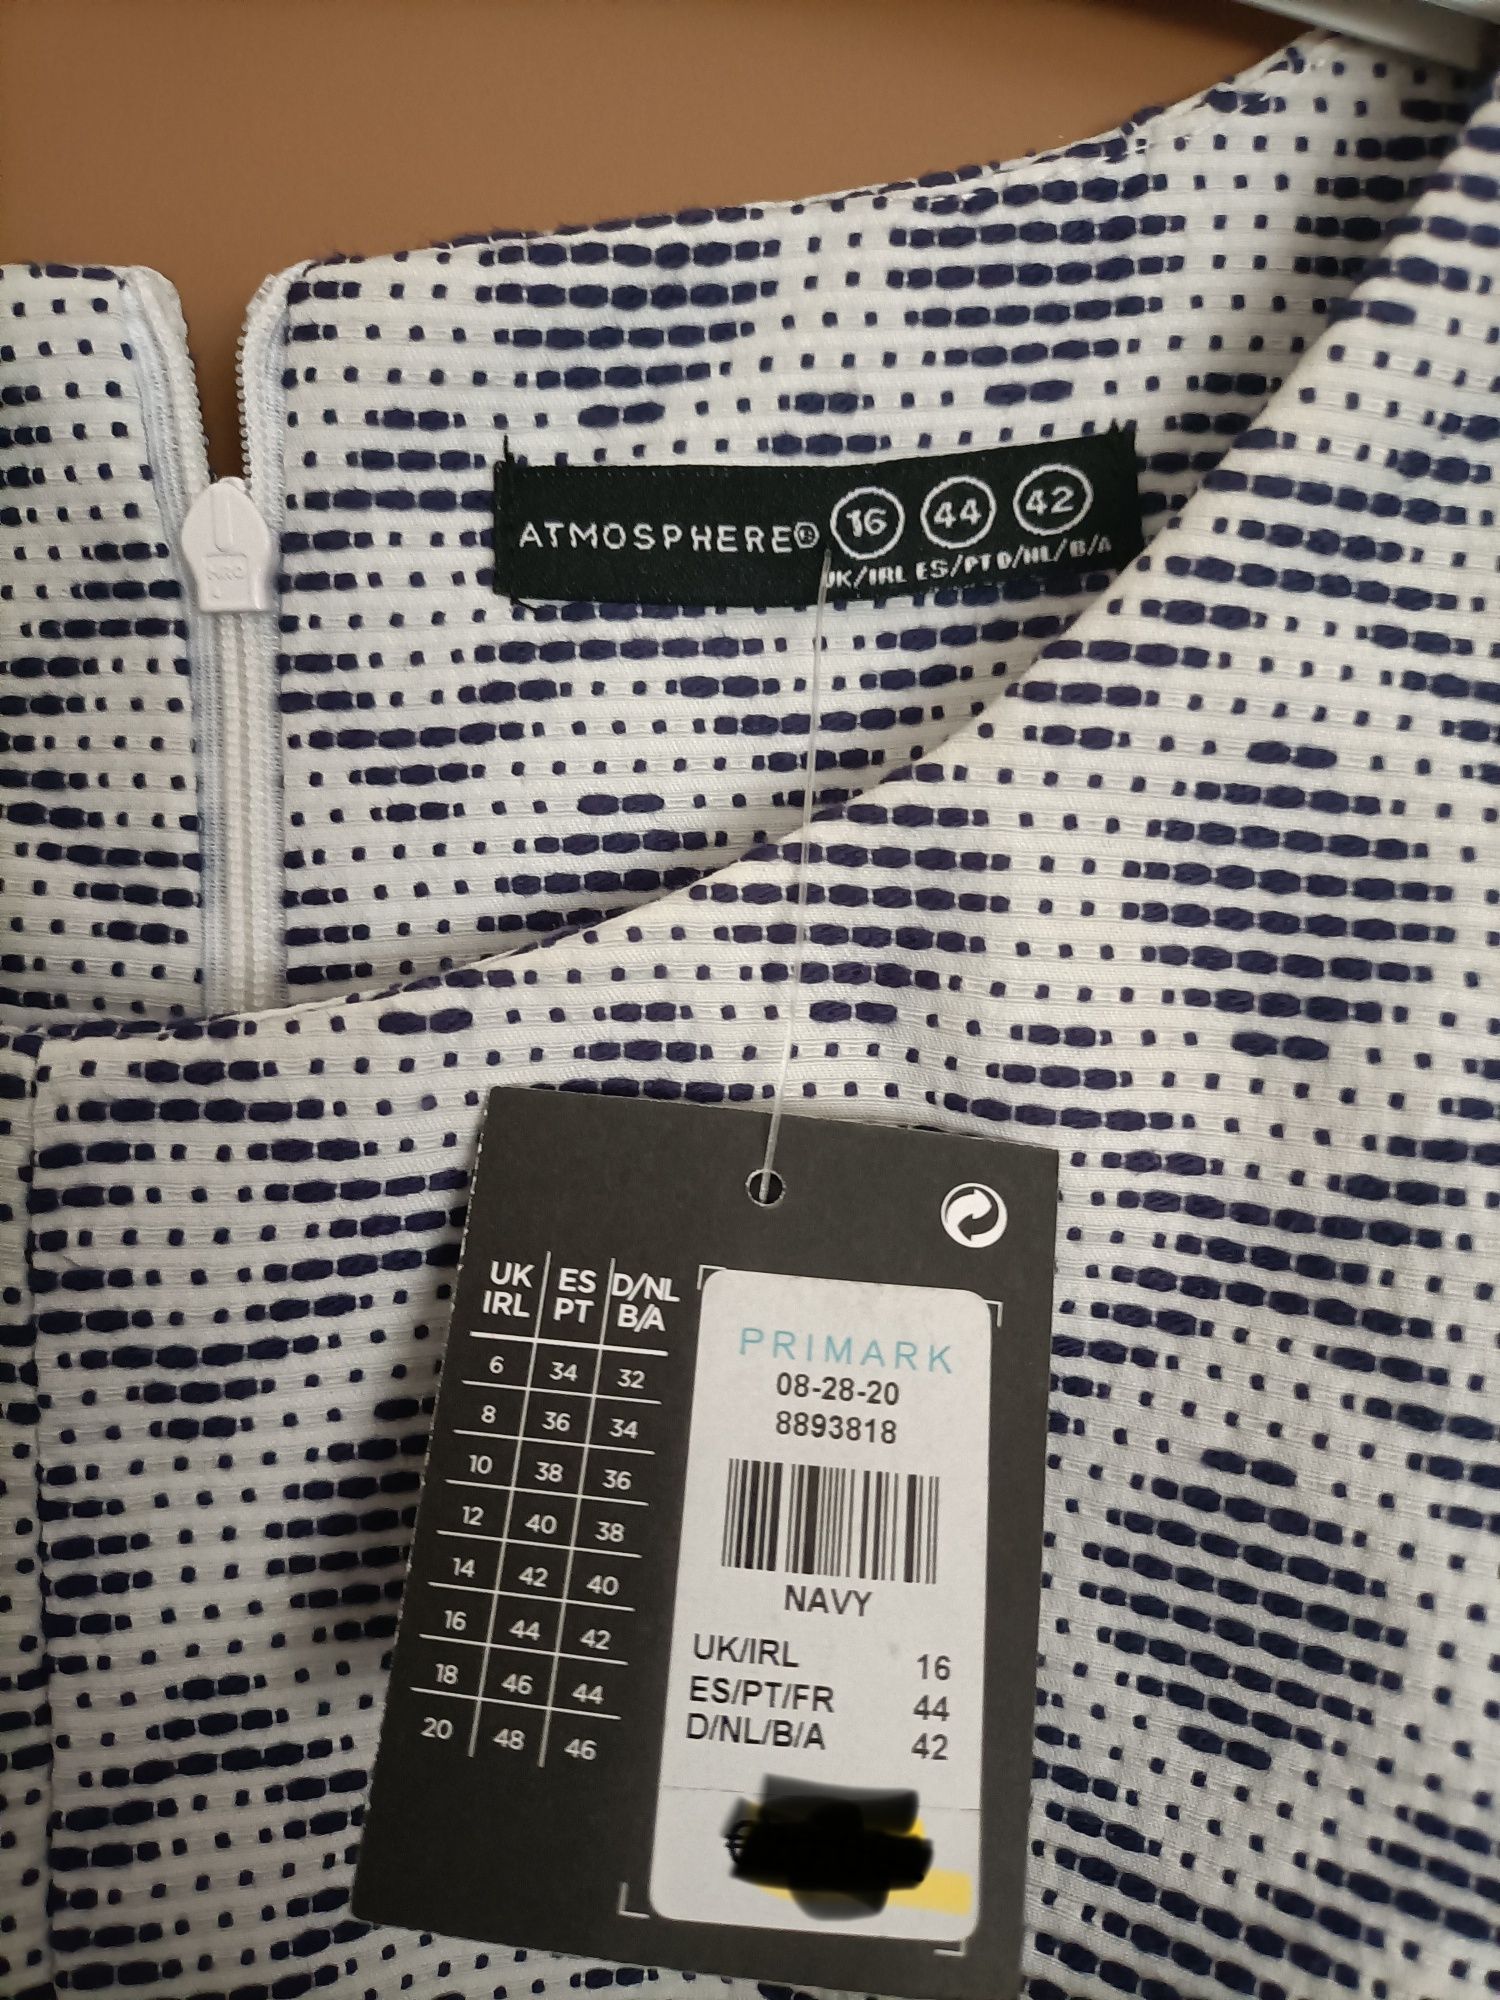 ATMOSPHERE® 16 44 42
UK/IRL ES/PT D/NL/B/A
UK ES D/NL
IRL PT B/A
6 34 32
8 36 34
10 38 36
12 40 38
14 42 40
16 44 42
18 46 44
20 48 46
PRIMARK
08-28-20
8893818
NAVY
UK/IRL 16
ES/PT/FR 44
D/NL/B/A 42
€